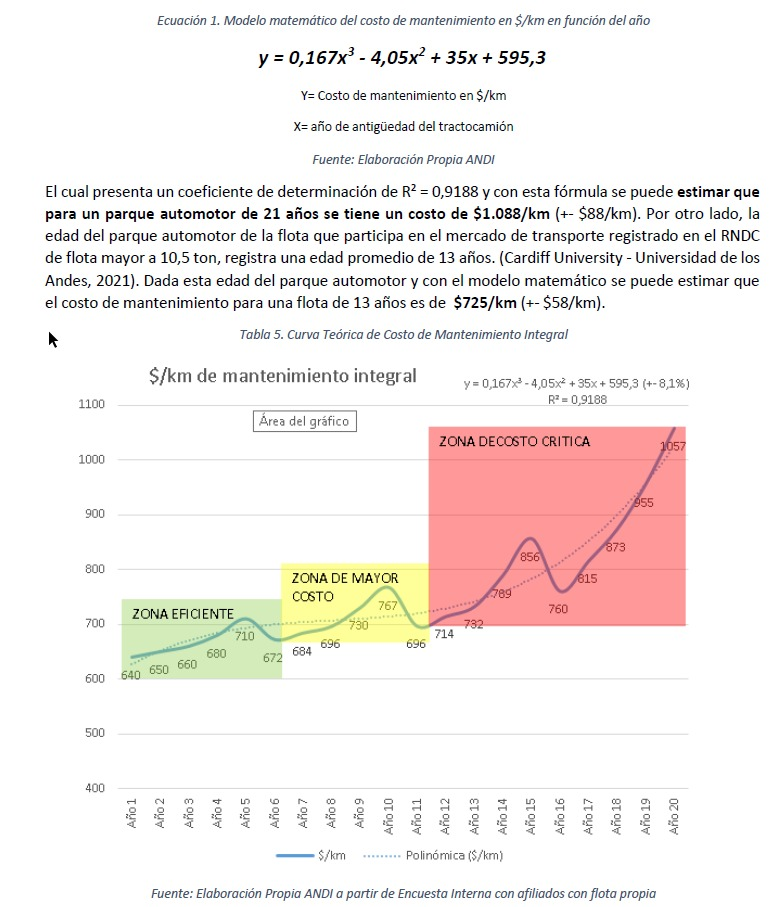 Ecuación 1. Modelo matemático del costo de mantenimiento en $/km en función del año
y = 0,167x³ - 4,05x² + 35x + 595,3
Y= Costo de mantenimiento en $/km
X= año de antigüedad del tractocamión
Fuente: Elaboración Propia ANDI
El cual presenta un coeficiente de determinación de R² = 0,9188 y con esta fórmula se puede estimar que
para un parque automotor de 21 años se tiene un costo de $1.088/km (+- $88/km). Por otro lado, la
edad del parque automotor de la flota que participa en el mercado de transporte registrado en el RNDC
de flota mayor a 10,5 ton, registra una edad promedio de 13 años. (Cardiff University - Universidad de los
Andes, 2021). Dada esta edad del parque automotor y con el modelo matemático se puede estimar que
el costo de mantenimiento para una flota de 13 años es de $725/km (+- $58/km).
Tabla 5. Curva Teórica de Costo de Mantenimiento Integral
$/km de mantenimiento integral
y = 0,167x³ - 4,05x² + 35x + 595,3 (+- 8,1%)
R² = 0,9188
1100
Área del gráfico
ZONA DECOSTO CRITICA
1057
1000
955
900
873
856
800
ZONA DE MAYOR
COSTO
815
789
767
760
ZONA EFICIENTE
730
732
714
710
700
696
696
684
680
672
660
650
640
600
500
400
Año 1
Año 2
Año 3
Año 4
Año 5
Año 6
Año 7
Año 8
Año 9
Año 10
Año 11
Año 12
Año 13
Año 14
Año 15
Año 16
Año 17
Año 18
Año 19
Año 20
$/km
Polinómica ($/km)
Fuente: Elaboración Propia ANDI a partir de Encuesta Interna con afiliados con flota propia